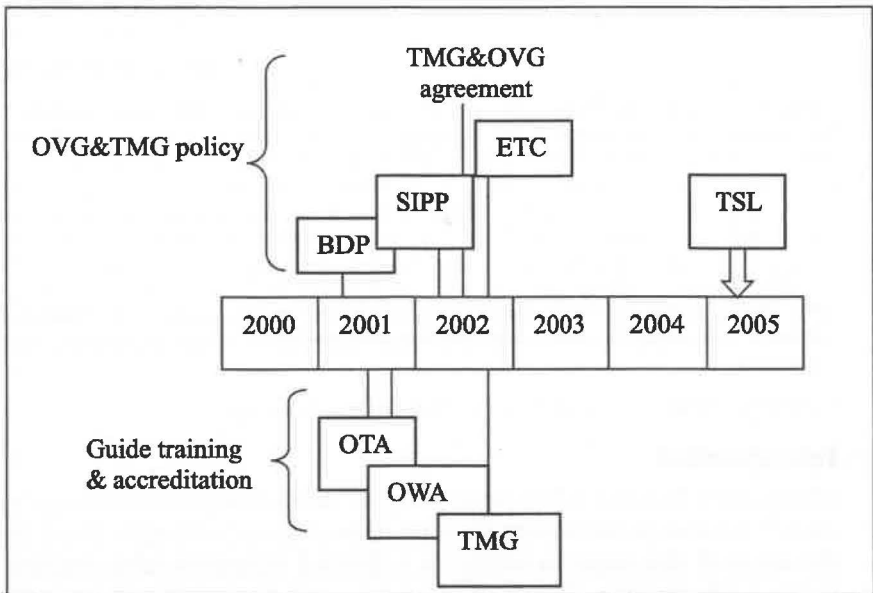 TMG&OVG
agreement
OVG&TMG policy
ETC
SIPP
TSL
BDP
2000 2001 2002 2003 2004 2005
Guide training
& accreditation
OTA
OWA
TMG